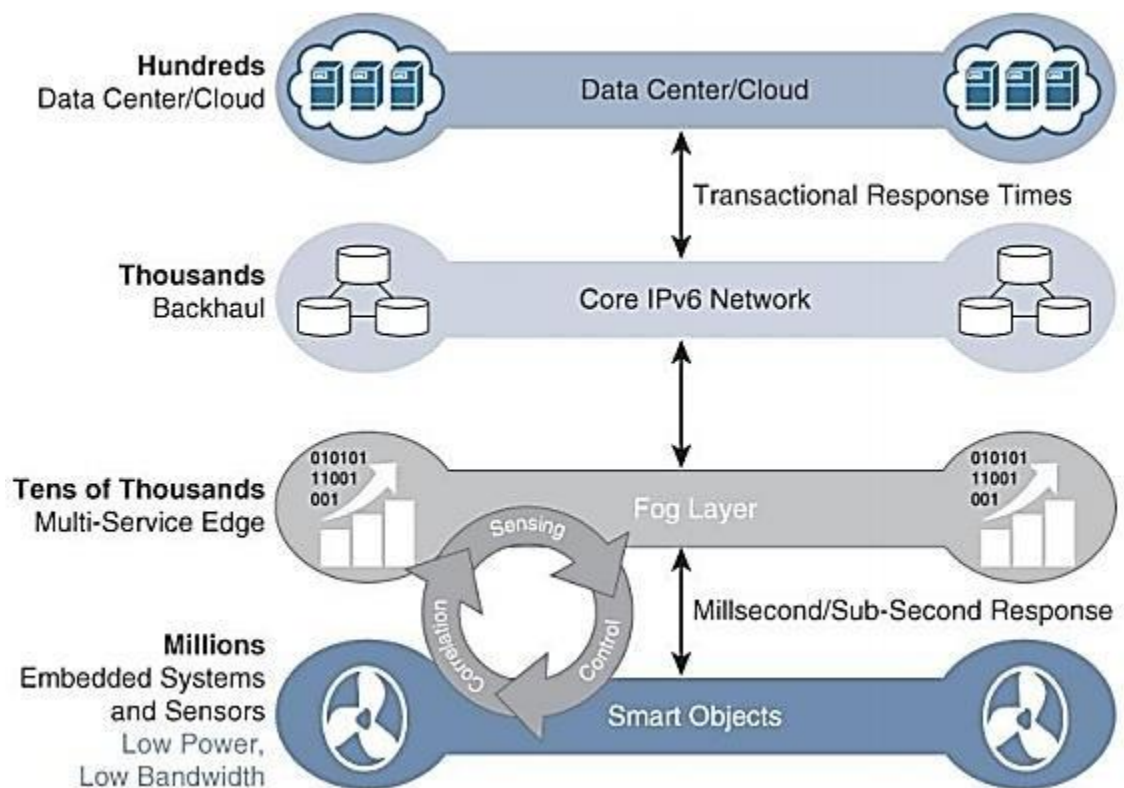 Hundreds
Data Center/Cloud
Data Center/Cloud
Transactional Response Times
Thousands
Backhaul
Core IPv6 Network
010101
11001
001
010101
11001
001
Tens of Thousands
Multi-Service Edge
Fog Layer
Sensing
Control
Correlation
Millsecond/Sub-Second Response
Millions
Embedded Systems
and Sensors
Low Power,
Low Bandwidth
Smart Objects